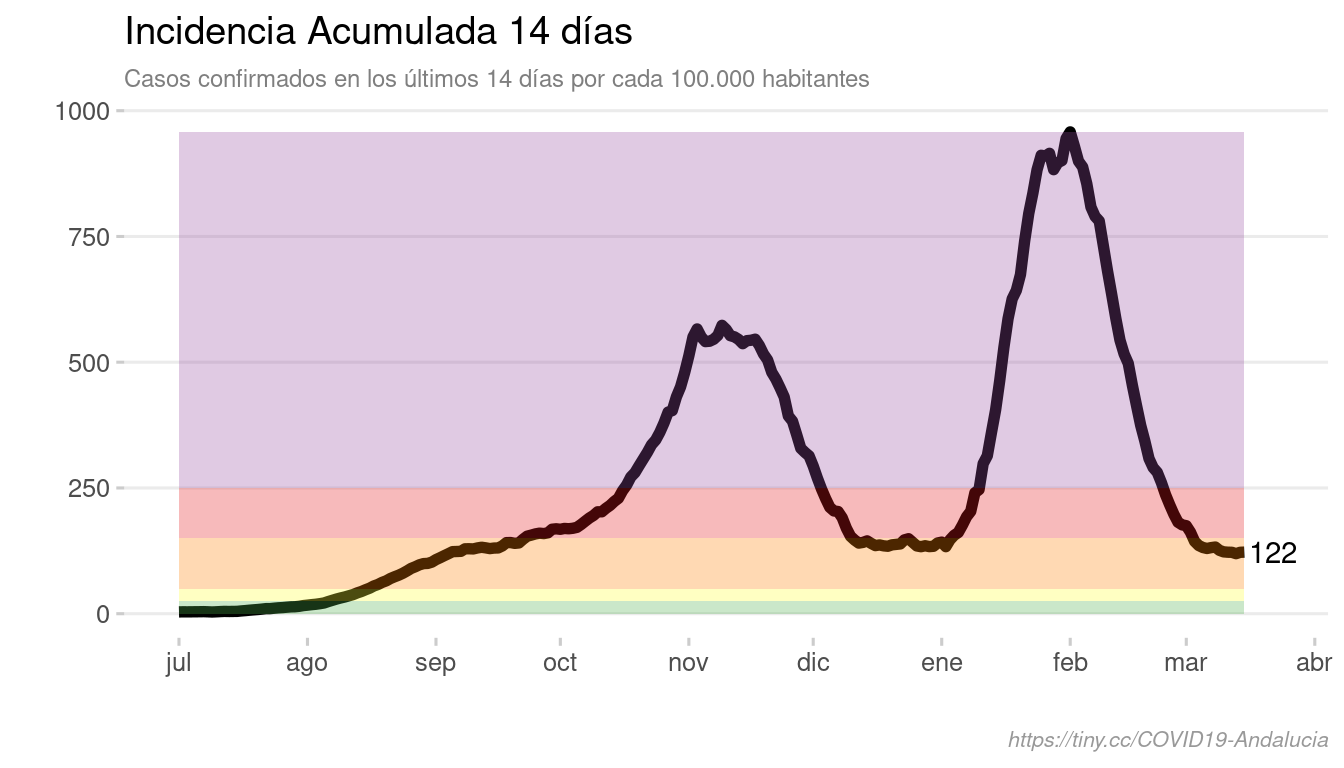 Incidencia Acumulada 14 días
Casos confirmados en los últimos 14 días por cada 100.000 habitantes
1000
750
500
250
0
122
jul ago sep oct nov dic ene feb mar abr
https://tiny.cc/COVID19-Andalucia